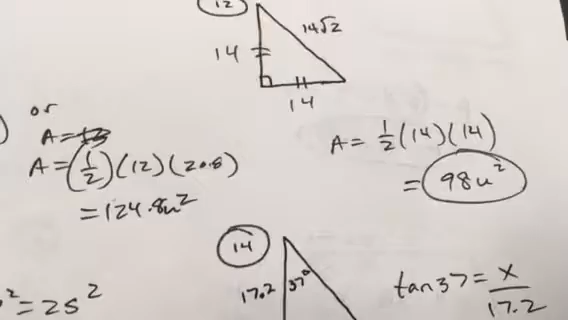 12
14√2
14
14
or
A = 
A = (1/2)(12)(20.8)
= 124.8u²
A = 1/2(14)(14)
= 98u²
14
17.2
37°
tan37 = x/17.2
² = 25²